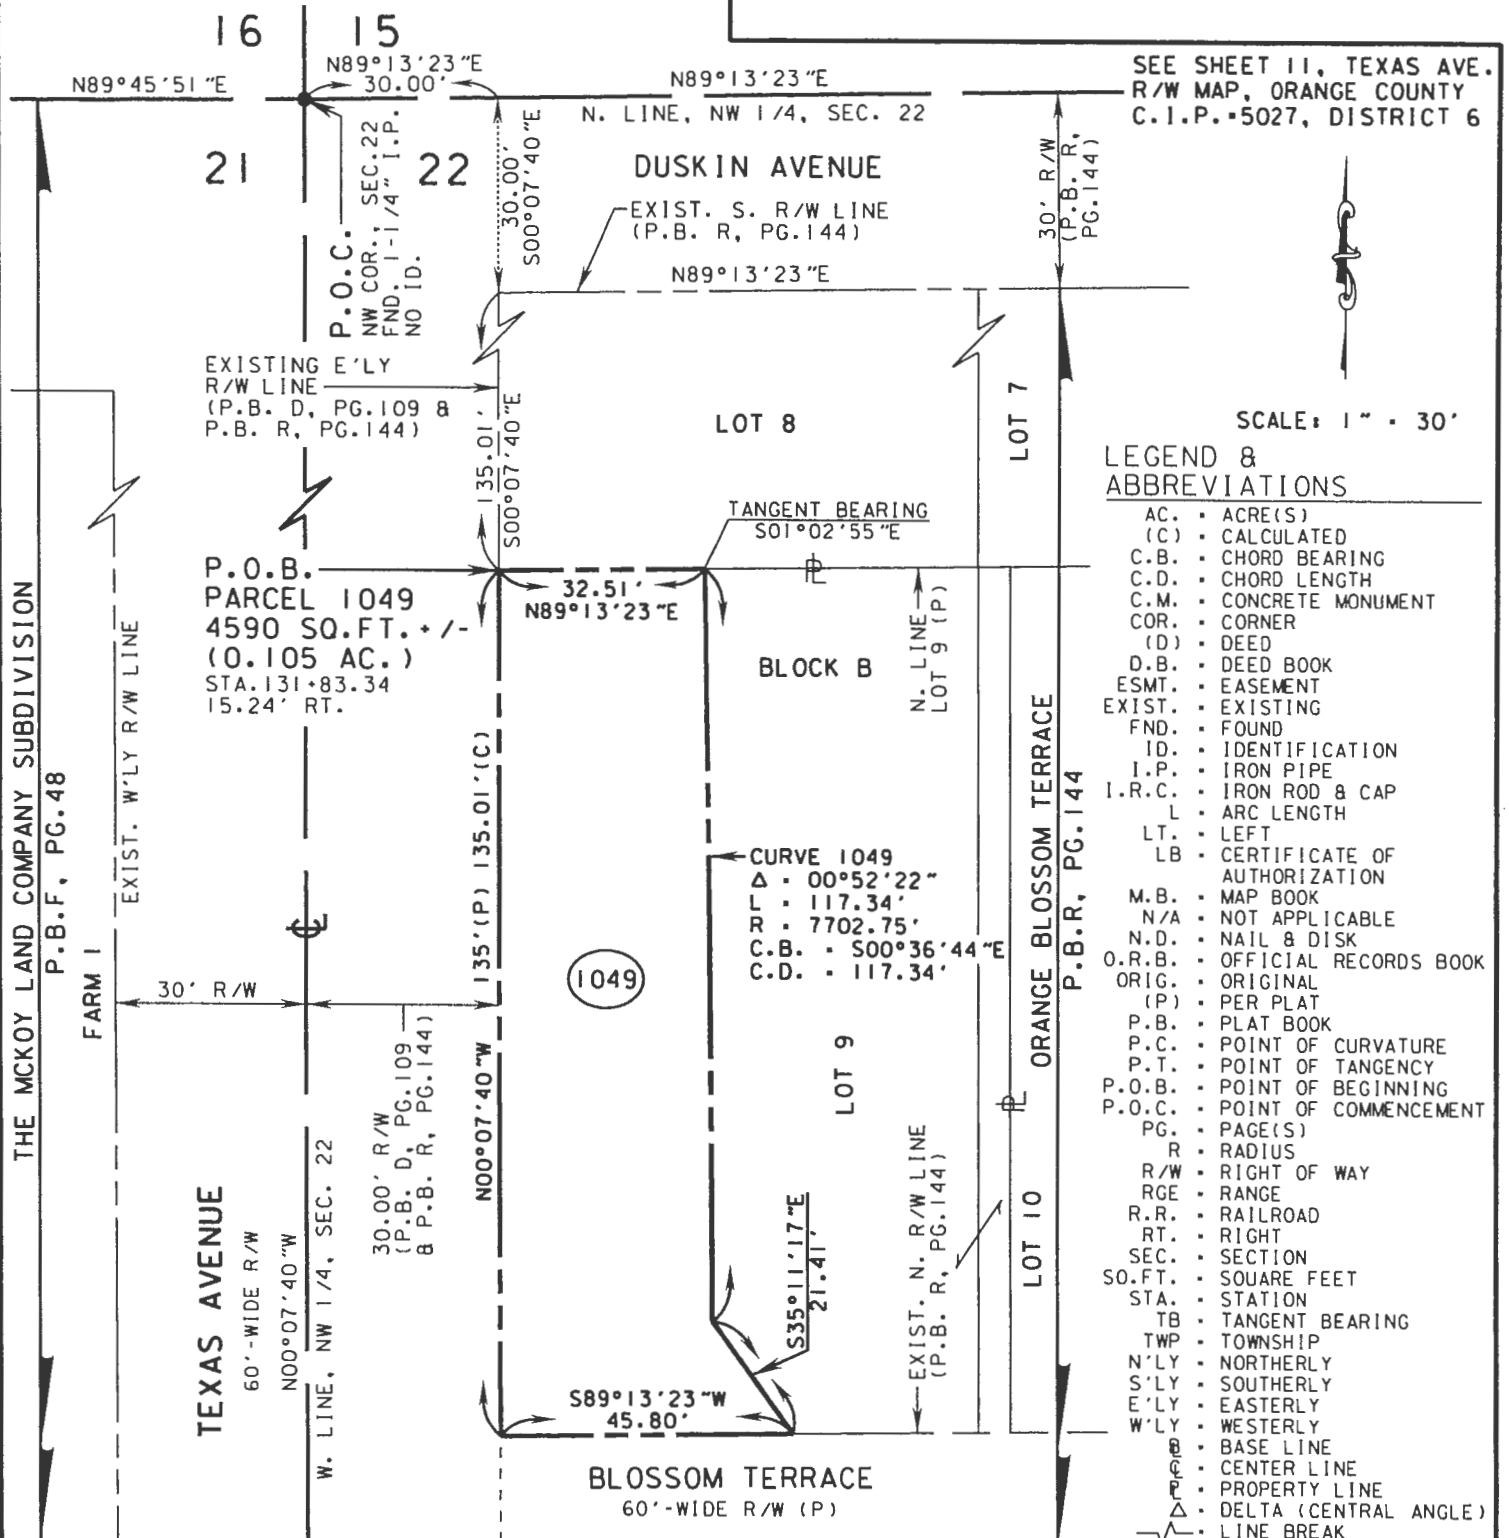 16
15
N89°45'51"E
N89°13'23"E
30.00'
N89°13'23"E
N. LINE, NW 1/4, SEC. 22
SEE SHEET 11, TEXAS AVE.
R/W MAP, ORANGE COUNTY
C.I.P.#5027, DISTRICT 6
21
22
P.O.C.
NW COR., SEC.22
FND. 1-1/4" I.P.
NO ID.
30.00'
S00°07'40"E
DUSKIN AVENUE
EXIST. S. R/W LINE
(P.B. R, PG.144)
N89°13'23"E
30' R/W
(P.B. R,
PG.144)
EXISTING E'LY
R/W LINE
(P.B. D, PG.109 &
P.B. R, PG.144)
135.01'
S00°07'40"E
LOT 8
LOT 7
SCALE: 1" = 30'
TANGENT BEARING
S01°02'55"E
P.O.B.
PARCEL 1049
4590 SQ.FT.+/-
(0.105 AC.)
STA.131+83.34
15.24' RT.
32.51'
N89°13'23"E
PL
BLOCK B
N. LINE
LOT 9 (P)
THE MCKOY LAND COMPANY SUBDIVISION
P.B.F, PG.48
EXIST. W'LY R/W LINE
FARM 1
CL
30' R/W
135'(P) 135.01'(C)
N00°07'40"W
1049
CURVE 1049
Δ = 00°52'22"
L = 117.34'
R = 7702.75'
C.B. = S00°36'44"E
C.D. = 117.34'
ORANGE BLOSSOM TERRACE
P.B.R, PG.144
30.00' R/W
(P.B. D, PG.109
& P.B. R, PG.144)
LOT 9
PL
LOT 10
TEXAS AVENUE
60'-WIDE R/W
N00°07'40"W
W. LINE, NW 1/4, SEC. 22
S35°11'17"E
21.41'
EXIST. N. R/W LINE
(P.B. R, PG.144)
S89°13'23"W
45.80'
BLOSSOM TERRACE
60'-WIDE R/W (P)
LEGEND &
ABBREVIATIONS
AC. = ACRE(S)
(C) = CALCULATED
C.B. = CHORD BEARING
C.D. = CHORD LENGTH
C.M. = CONCRETE MONUMENT
COR. = CORNER
(D) = DEED
D.B. = DEED BOOK
ESMT. = EASEMENT
EXIST. = EXISTING
FND. = FOUND
ID. = IDENTIFICATION
I.P. = IRON PIPE
I.R.C. = IRON ROD & CAP
L = ARC LENGTH
LT. = LEFT
LB = CERTIFICATE OF
AUTHORIZATION
M.B. = MAP BOOK
N/A = NOT APPLICABLE
N.D. = NAIL & DISK
O.R.B. = OFFICIAL RECORDS BOOK
ORIG. = ORIGINAL
(P) = PER PLAT
P.B. = PLAT BOOK
P.C. = POINT OF CURVATURE
P.T. = POINT OF TANGENCY
P.O.B. = POINT OF BEGINNING
P.O.C. = POINT OF COMMENCEMENT
PG. = PAGE(S)
R = RADIUS
R/W = RIGHT OF WAY
RGE = RANGE
R.R. = RAILROAD
RT. = RIGHT
SEC. = SECTION
SQ.FT. = SQUARE FEET
STA. = STATION
TB = TANGENT BEARING
TWP = TOWNSHIP
N'LY = NORTHERLY
S'LY = SOUTHERLY
E'LY = EASTERLY
W'LY = WESTERLY
BL = BASE LINE
CL = CENTER LINE
PL = PROPERTY LINE
Δ = DELTA (CENTRAL ANGLE)
= LINE BREAK